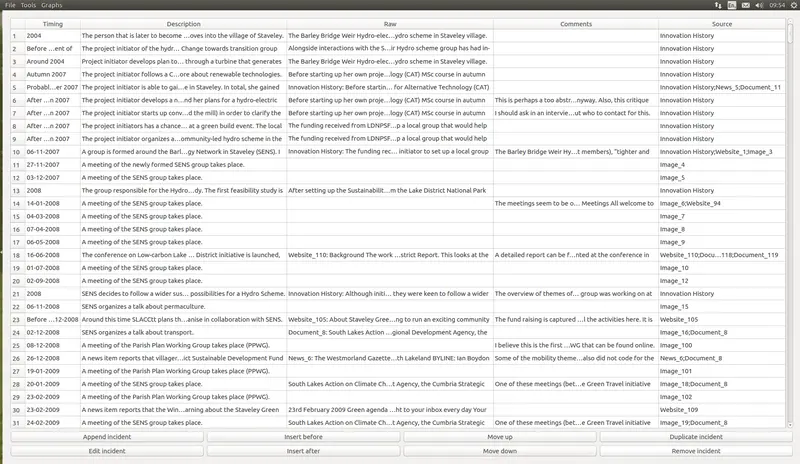 File Tools Graphs En 09:54
Timing Description Raw Comments Source
1 2004 The person that is later to become …oves into the village of Staveley. The Barley Bridge Weir Hydro-elec…ydro scheme in Staveley village. Innovation History
2 Before …ent of The project initiator of the hydr… Change towards transition group Alongside interactions with the S…ir Hydro scheme group has had in- Innovation History
3 Around 2004 Project initiator develops plan to… through a turbine that generates The Barley Bridge Weir Hydro-elec…ydro scheme in Staveley village. Innovation History
4 Autumn 2007 The project initiator follows a C…ore about renewable technologies. Before starting up her own proje…logy (CAT) MSc course in autumn Innovation History
5 Probabl…er 2007 The project initiator is able to gai…e in Staveley. In total, she gained Innovation History: Before startin… for Alternative Technology (CAT) Innovation History;News_5;Document_11
6 After …n 2007 The project initiator develops a n…nd her plans for a hydro-electric Before starting up her own proje…logy (CAT) MSc course in autumn This is perhaps a too abstr…nyway. Also, this critique Innovation History
7 After …n 2007 The project initiator starts up conv…d the mill) in order to clarify the Before starting up her own proje…logy (CAT) MSc course in autumn I should ask in interview…ut who to contact for this. Innovation History
8 After …n 2007 The project initiators has a chance…at a green build event. The local The funding received from LDNPSF…p a local group that would help Innovation History
9 After …n 2007 The project initiator organizes a …ommunity-led hydro scheme in the The funding received from LDNPSF…p a local group that would help Innovation History
10 06-11-2007 A group is formed around the Barl…gy Network in Staveley (SENS). I Innovation History: The funding rec… initiator to set up a local group The Barley Bridge Weir Hy…t members), "tighter and Innovation History;Website_1;Image_3
11 27-11-2007 A meeting of the newly formed SENS group takes place. Image_4
12 03-12-2007 A meeting of the SENS group takes place. Image_5
13 2008 The group responsible for the Hydro…dy. The first feasibility study is After setting up the Sustainabilit…m the Lake District National Park Innovation History
14 14-01-2008 A meeting of the SENS group takes place. The meetings seem to be o… Meetings All welcome to Image_6;Website_94
15 04-03-2008 A meeting of the SENS group takes place. Image_7
16 07-04-2008 A meeting of the SENS group takes place. Image_8
17 06-05-2008 A meeting of the SENS group takes place. Image_9
18 16-06-2008 The conference on Low-carbon Lake … District initiative is launched, Website_110: Background The work …strict Report. This looks at the A detailed report can be f…nted at the conference in Website_110;Docu…118;Document_119
19 01-07-2008 A meeting of the SENS group takes place. Image_10
20 02-09-2008 A meeting of the SENS group takes place. Image_12
21 2008 SENS decides to follow a wider sus… possibilities for a Hydro Scheme. Innovation History: Although initi… they were keen to follow a wider The overview of themes of… group was working on at Innovation History
22 06-11-2008 SENS organizes a talk about permaculture. Image_15
23 Before …12-2008 Around this time SLACCtt plans th…anise in collaboration with SENS. Website_105: About Staveley Gree…ng to run an exciting community The fund raising is captured …l the activities here. It is Website_105
24 02-12-2008 SENS organizes a talk about transport. Document_8: South Lakes Action …gional Development Agency, the Image_16;Document_8
25 08-12-2008 A meeting of the Parish Plan Working Group takes place (PPWG). I believe this is the first …WG that can be found online. Image_100
26 26-12-2008 A news item reports that villager…ict Sustainable Development Fund News_6: The Westmorland Gazette…th Lakeland BYLINE: Ian Boydon Some of the mobility theme…also did not code for the News_6;Document_8
27 19-01-2009 A meeting of the Parish Plan Working Group takes place (PPWG). Image_101
28 20-01-2009 A meeting of the SENS group takes place. South Lakes Action on Climate Ch…t Agency, the Cumbria Strategic One of these meetings (bet…e Green Travel initiative Image_18;Document_8
29 23-02-2009 A meeting of the Parish Plan Working Group takes place (PPWG). Image_102
30 23-02-2009 A news item reports that the Win…arning about the Staveley Green 23rd February 2009 Green agenda …ht to your inbox every day Your Website_109
31 24-02-2009 A meeting of the SENS group takes place. South Lakes Action on Climate Ch…t Agency, the Cumbria Strategic One of these meetings (bet…e Green Travel initiative Image_19;Document_8
Append incident Insert before Move up Duplicate incident
Edit incident Insert after Move down Remove incident